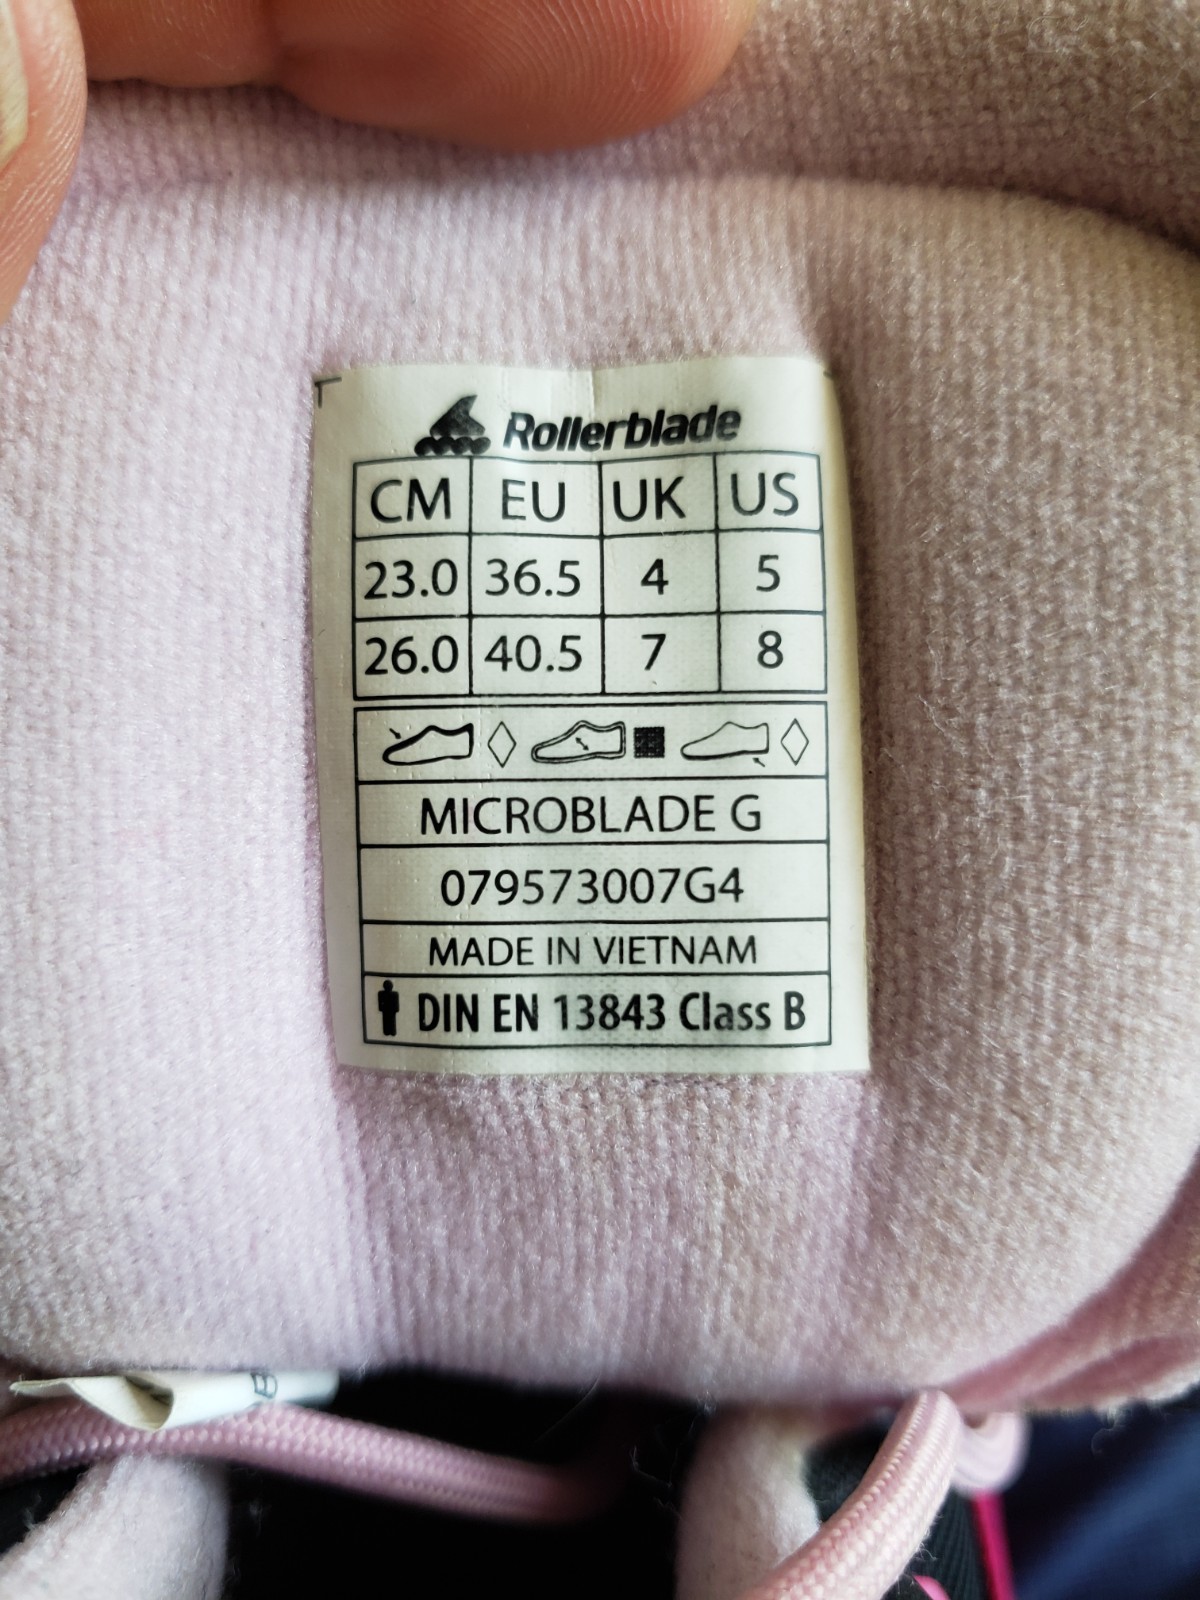 Rollerblade
CM EU UK US
23.0 36.5 4 5
26.0 40.5 7 8
MICROBLADE G
079573007G4
MADE IN VIETNAM
DIN EN 13843 Class B